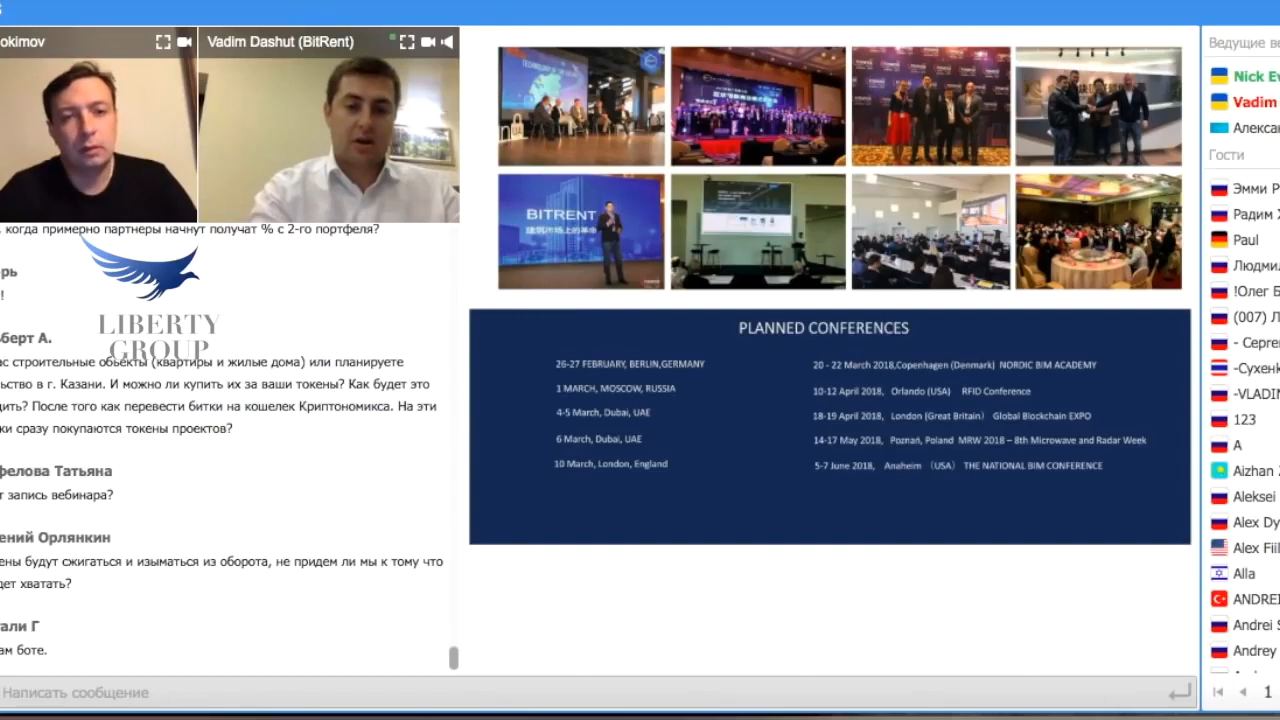 okimov
Vadim Dashut (BitRent)
, когда примерно партнеры начнут получат % с 2-го портфеля?
орь
!
LIBERTY
GROUP
ьберт А.
ас строительные объекты (квартиры и жилые дома) или планируете
льство в г. Казани. И можно ли купить их за ваши токены? Как будет это
дить? После того как перевести битки на кошелек Криптономикса. На эти
ки сразу покупаются токены проектов?
фелова Татьяна
т запись вебинара?
ений Орлянкин
ены будут сжигаться и изыматься из оборота, не придем ли мы к тому что
дет хватать?
тали Г
ам боте.
Написать сообщение
BITRENT
PLANNED CONFERENCES
26-27 FEBRUARY, BERLIN,GERMANY
1 MARCH, MOSCOW, RUSSIA
4-5 March, Dubai, UAE
6 March, Dubai, UAE
10 March, London, England
20 - 22 March 2018,Copenhagen (Denmark) NORDIC BIM ACADEMY
10-12 April 2018, Orlando (USA) RFID Conference
18-19 April 2018, London (Great Britain) Global Blockchain EXPO
14-17 May 2018, Poznań, Poland MRW 2018 – 8th Microwave and Radar Week
5-7 June 2018, Anaheim （USA） THE NATIONAL BIM CONFERENCE
Ведущие ве
Nick Ev
Vadim
Алексан
Гости
Эмми Р
Радим
Paul
Людми
!Олег Б
(007) Л
- Серге
-Сухен
-VLADIM
123
A
Aizhan
Aleksei
Alex Dy
Alex Fiil
Alla
ANDREI
Andrei S
Andrey
1